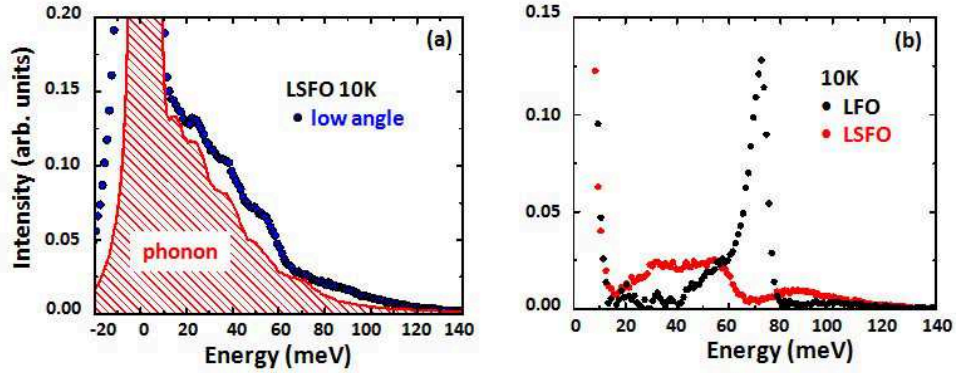 (a)
LSFO 10K
low angle
phonon
Intensity (arb. units)
0.20
0.15
0.10
0.05
0.00
-20 0 20 40 60 80 100 120 140
Energy (meV)
(b)
10K
LFO
LSFO
0.15
0.10
0.05
0.00
0 20 40 60 80 100 120 140
Energy (meV)